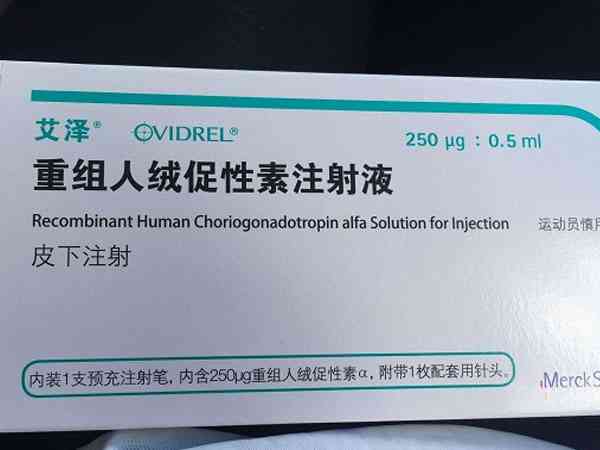 艾泽® OVIDREL® 250 μg : 0.5 ml
重组人绒促性素注射液
Recombinant Human Choriogonadotropin alfa Solution for Injection 运动员慎
皮下注射
内装1支预充注射笔，内含250μg重组人绒促性素α，附带1枚配套用针头。
Merck S